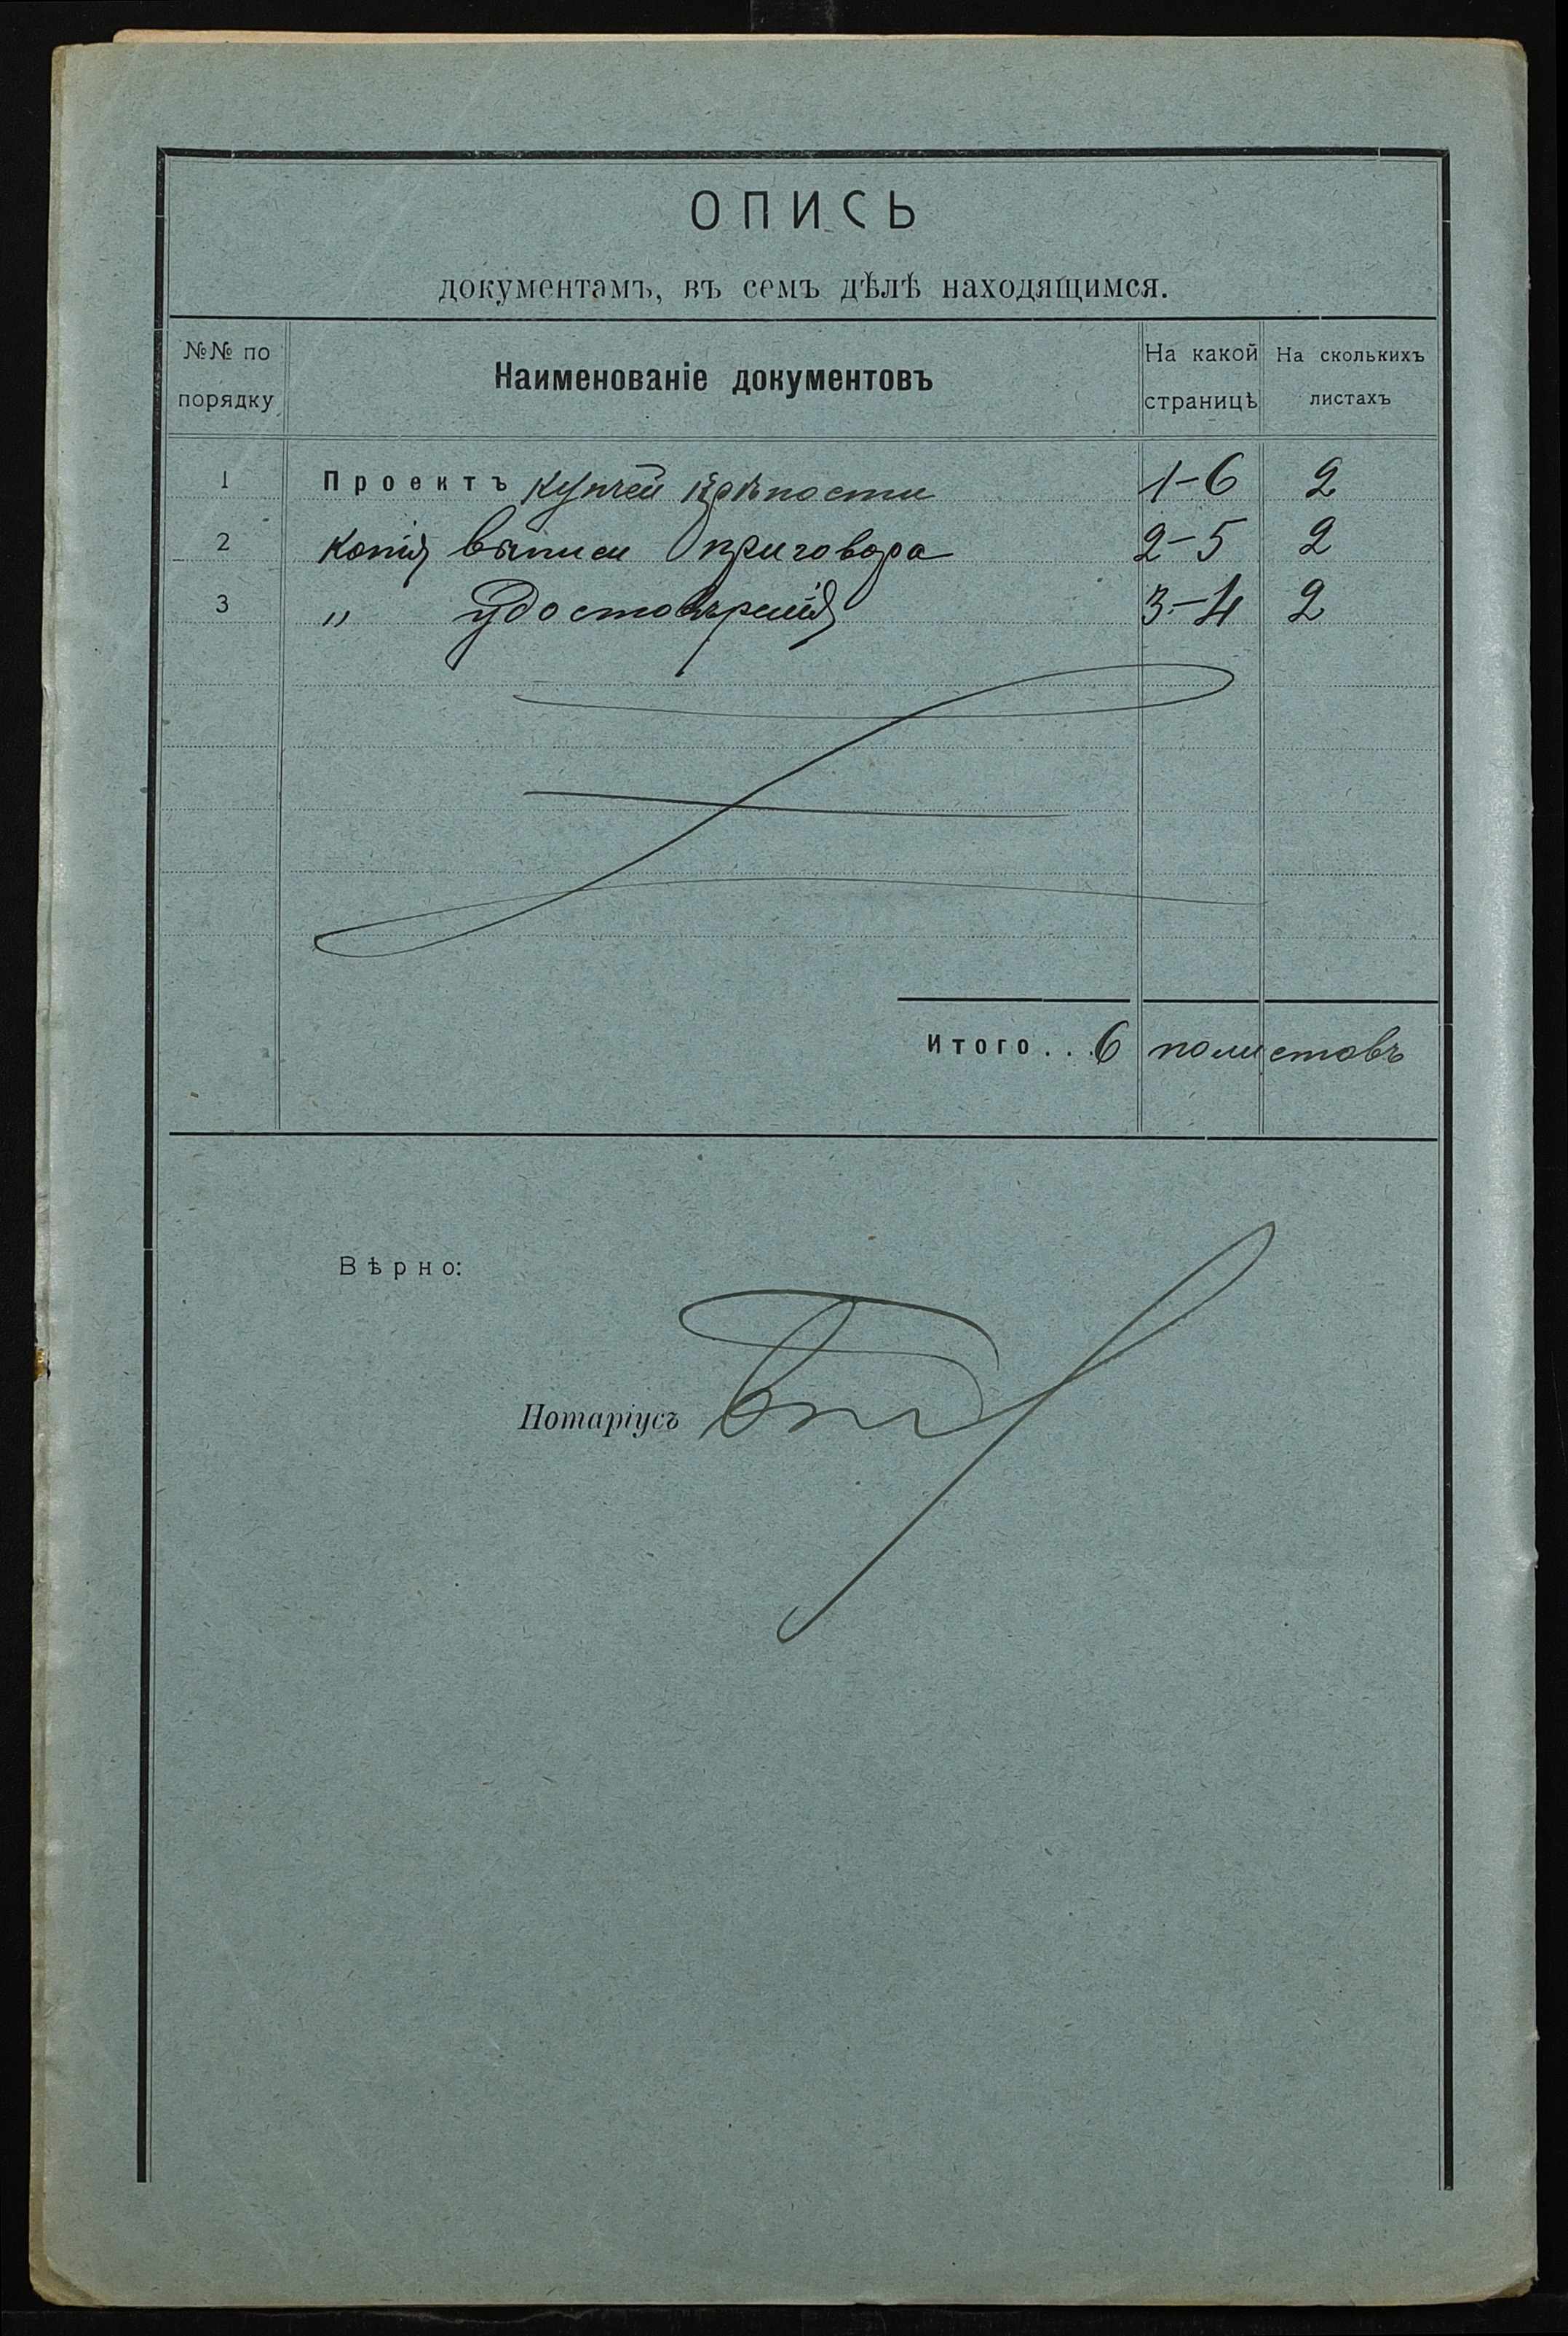 ОПИСЬ
документамъ, въ семъ дѣлѣ находящимся.
№№ по порядку
Наименованіе документовъ
На какой страницѣ
На сколькихъ листахъ
1 Проектъ купчей крѣпости 1-6 2
2 копія выписи приговора 2-5 2
3 " удостовѣренія 3-4 2
Итого... 6 полистовъ
Вѣрно:
Нотаріусъ